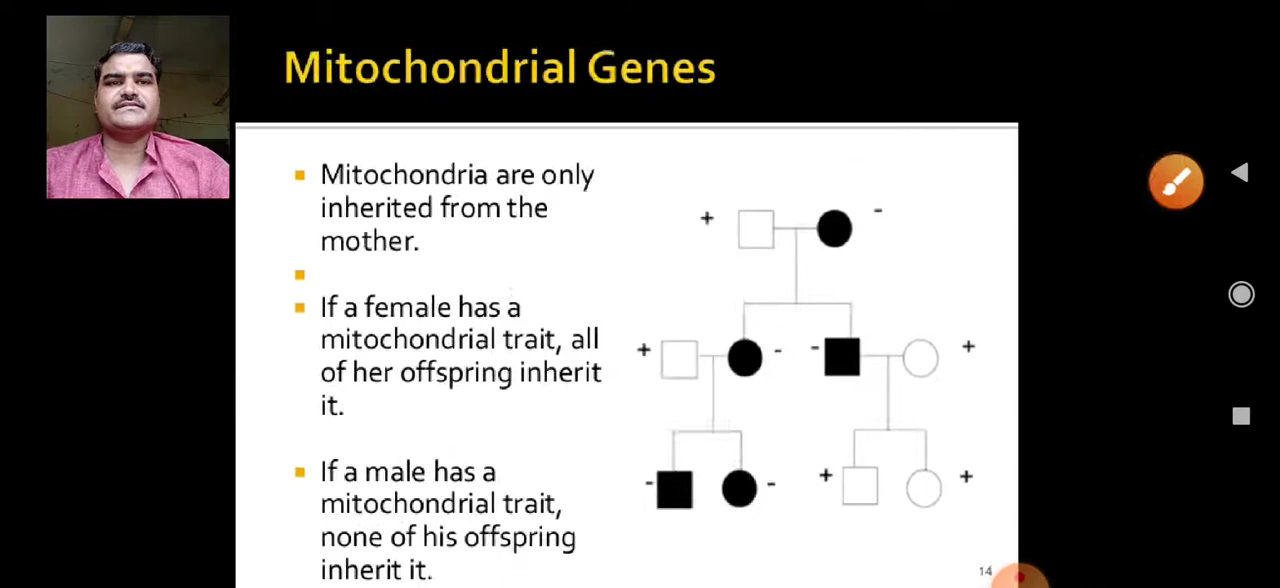 Mitochondrial Genes
Mitochondria are only
inherited from the
mother.
If a female has a
mitochondrial trait, all
of her offspring inherit
it.
If a male has a
mitochondrial trait,
none of his offspring
inherit it.
+ -
+ - - +
- - + +
14